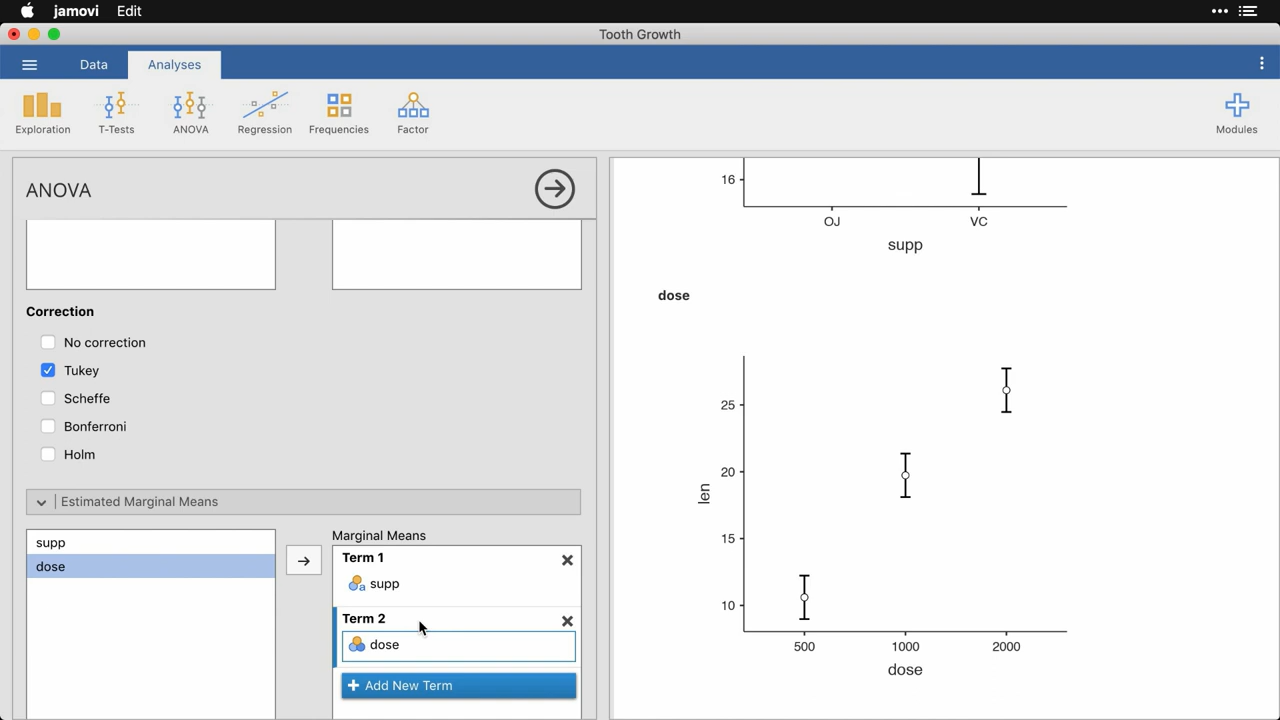 jamovi Edit
Tooth Growth
Data Analyses
Exploration T-Tests ANOVA Regression Frequencies Factor Modules
ANOVA
Correction
No correction
Tukey
Scheffe
Bonferroni
Holm
Estimated Marginal Means
supp
dose
Marginal Means
Term 1
a supp
Term 2
dose
Add New Term
16
OJ VC
supp
dose
25
20
15
10
len
500 1000 2000
dose